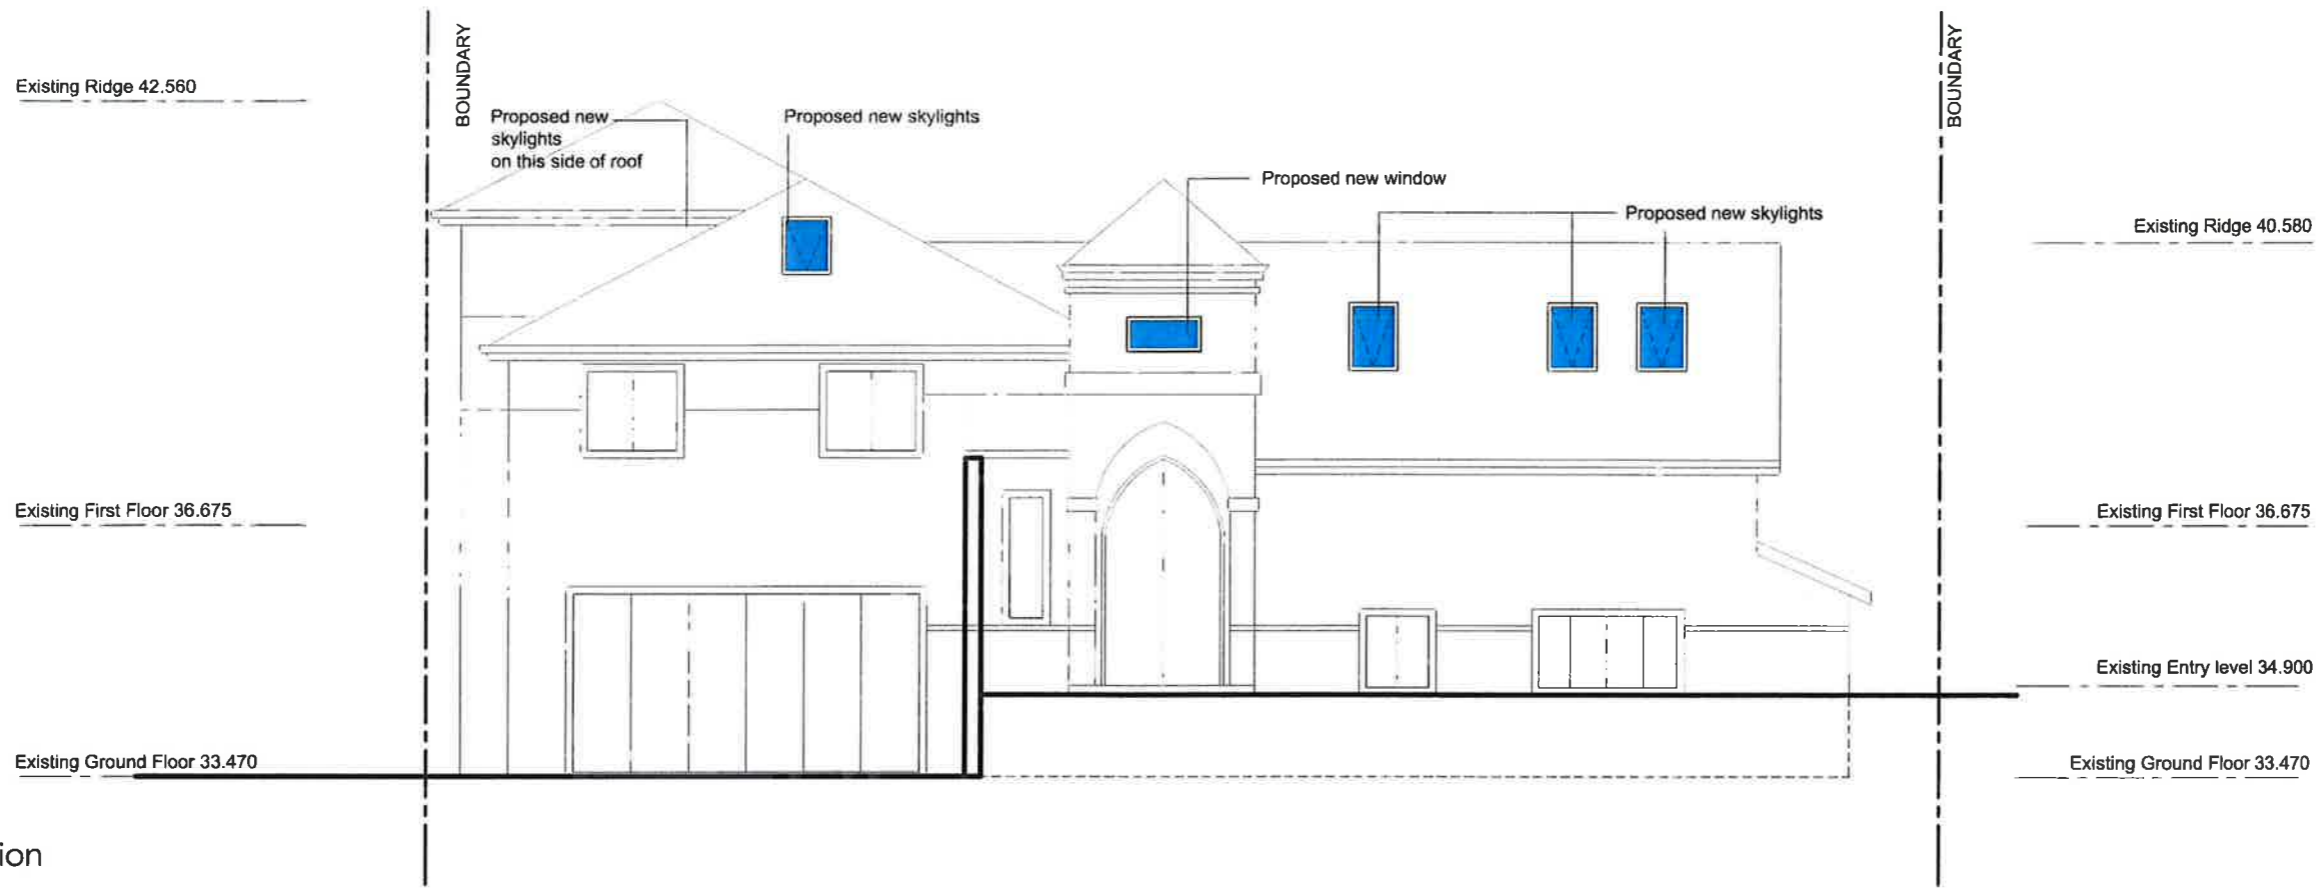 BOUNDARY
BOUNDARY
Existing Ridge 42.560
Proposed new
skylights
on this side of roof
Proposed new skylights
Proposed new window
Proposed new skylights
Existing Ridge 40.580
Existing First Floor 36.675
Existing First Floor 36.675
Existing Entry level 34.900
Existing Ground Floor 33.470
Existing Ground Floor 33.470
ion